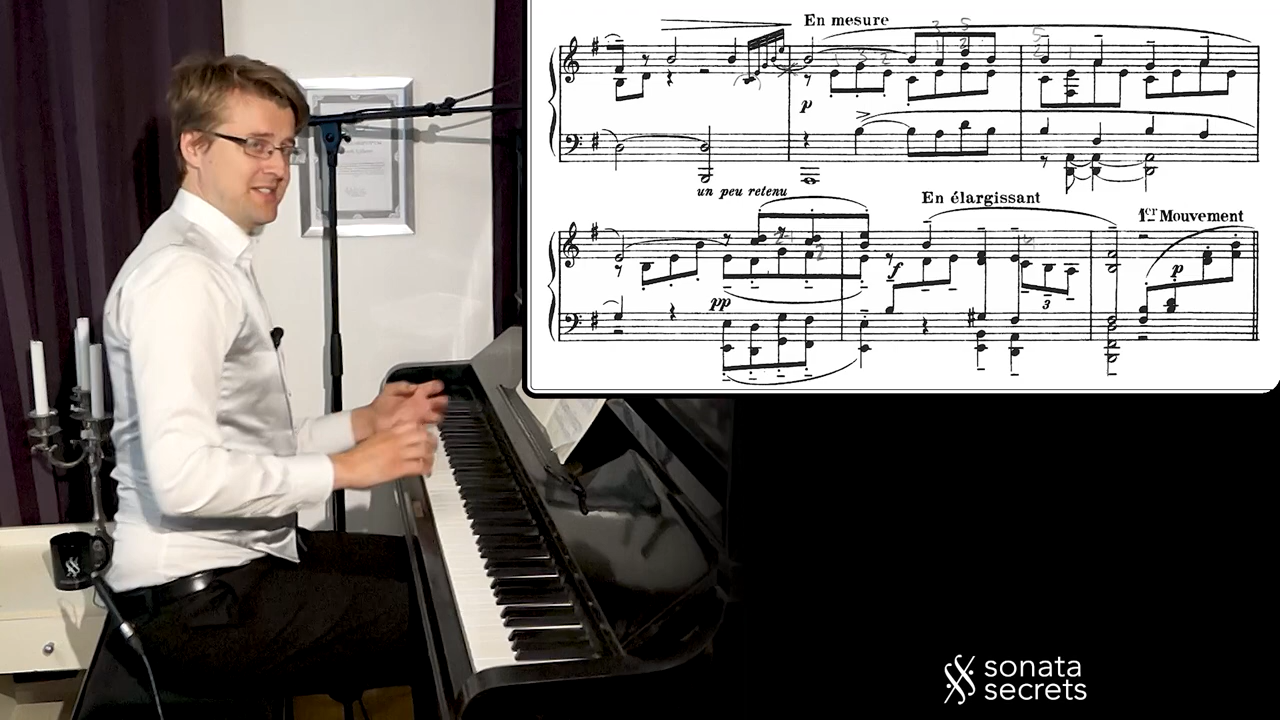 En mesure
p
un peu retenu
En élargissant
1er Mouvement
f
p
pp
3
sonata
secrets